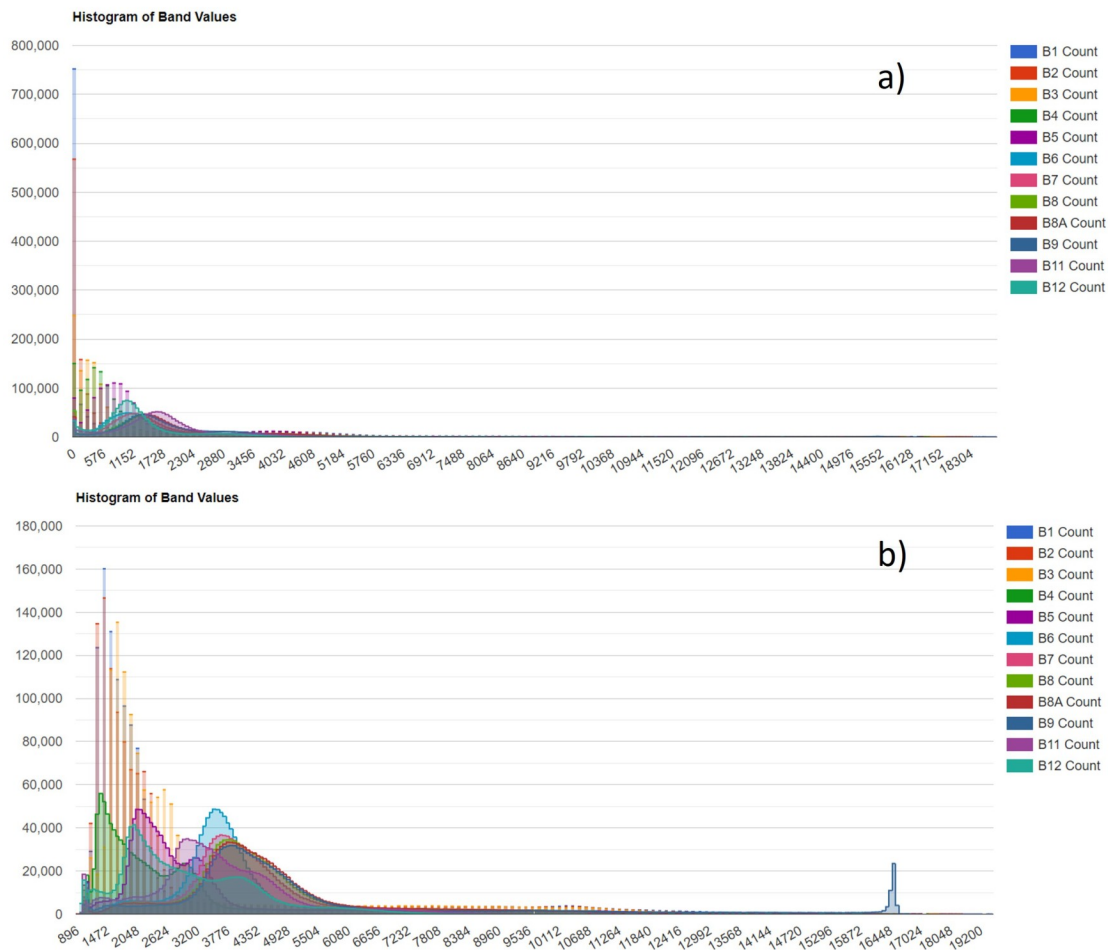 Histogram of Band Values
a)
800,000
700,000
600,000
500,000
400,000
300,000
200,000
100,000
0
0 576 1152 1728 2304 2880 3456 4032 4608 5184 5760 6336 6912 7488 8064 8640 9216 9792 10368 10944 11520 12096 12672 13248 13824 14400 14976 15552 16128 17152 18304
B1 Count
B2 Count
B3 Count
B4 Count
B5 Count
B6 Count
B7 Count
B8 Count
B8A Count
B9 Count
B11 Count
B12 Count
Histogram of Band Values
b)
180,000
160,000
140,000
120,000
100,000
80,000
60,000
40,000
20,000
0
896 1472 2048 2624 3200 3776 4352 4928 5504 6080 6656 7232 7808 8384 8960 9536 10112 10688 11264 11840 12416 12992 13568 14144 14720 15296 15872 16448 17024 18048 19200
B1 Count
B2 Count
B3 Count
B4 Count
B5 Count
B6 Count
B7 Count
B8 Count
B8A Count
B9 Count
B11 Count
B12 Count